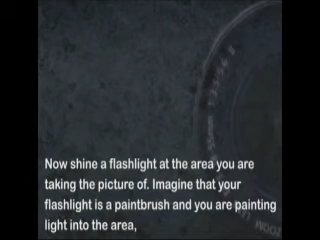 Now shine a flashlight at the area you are
taking the picture of. Imagine that your
flashlight is a paintbrush and you are painting
light into the area,